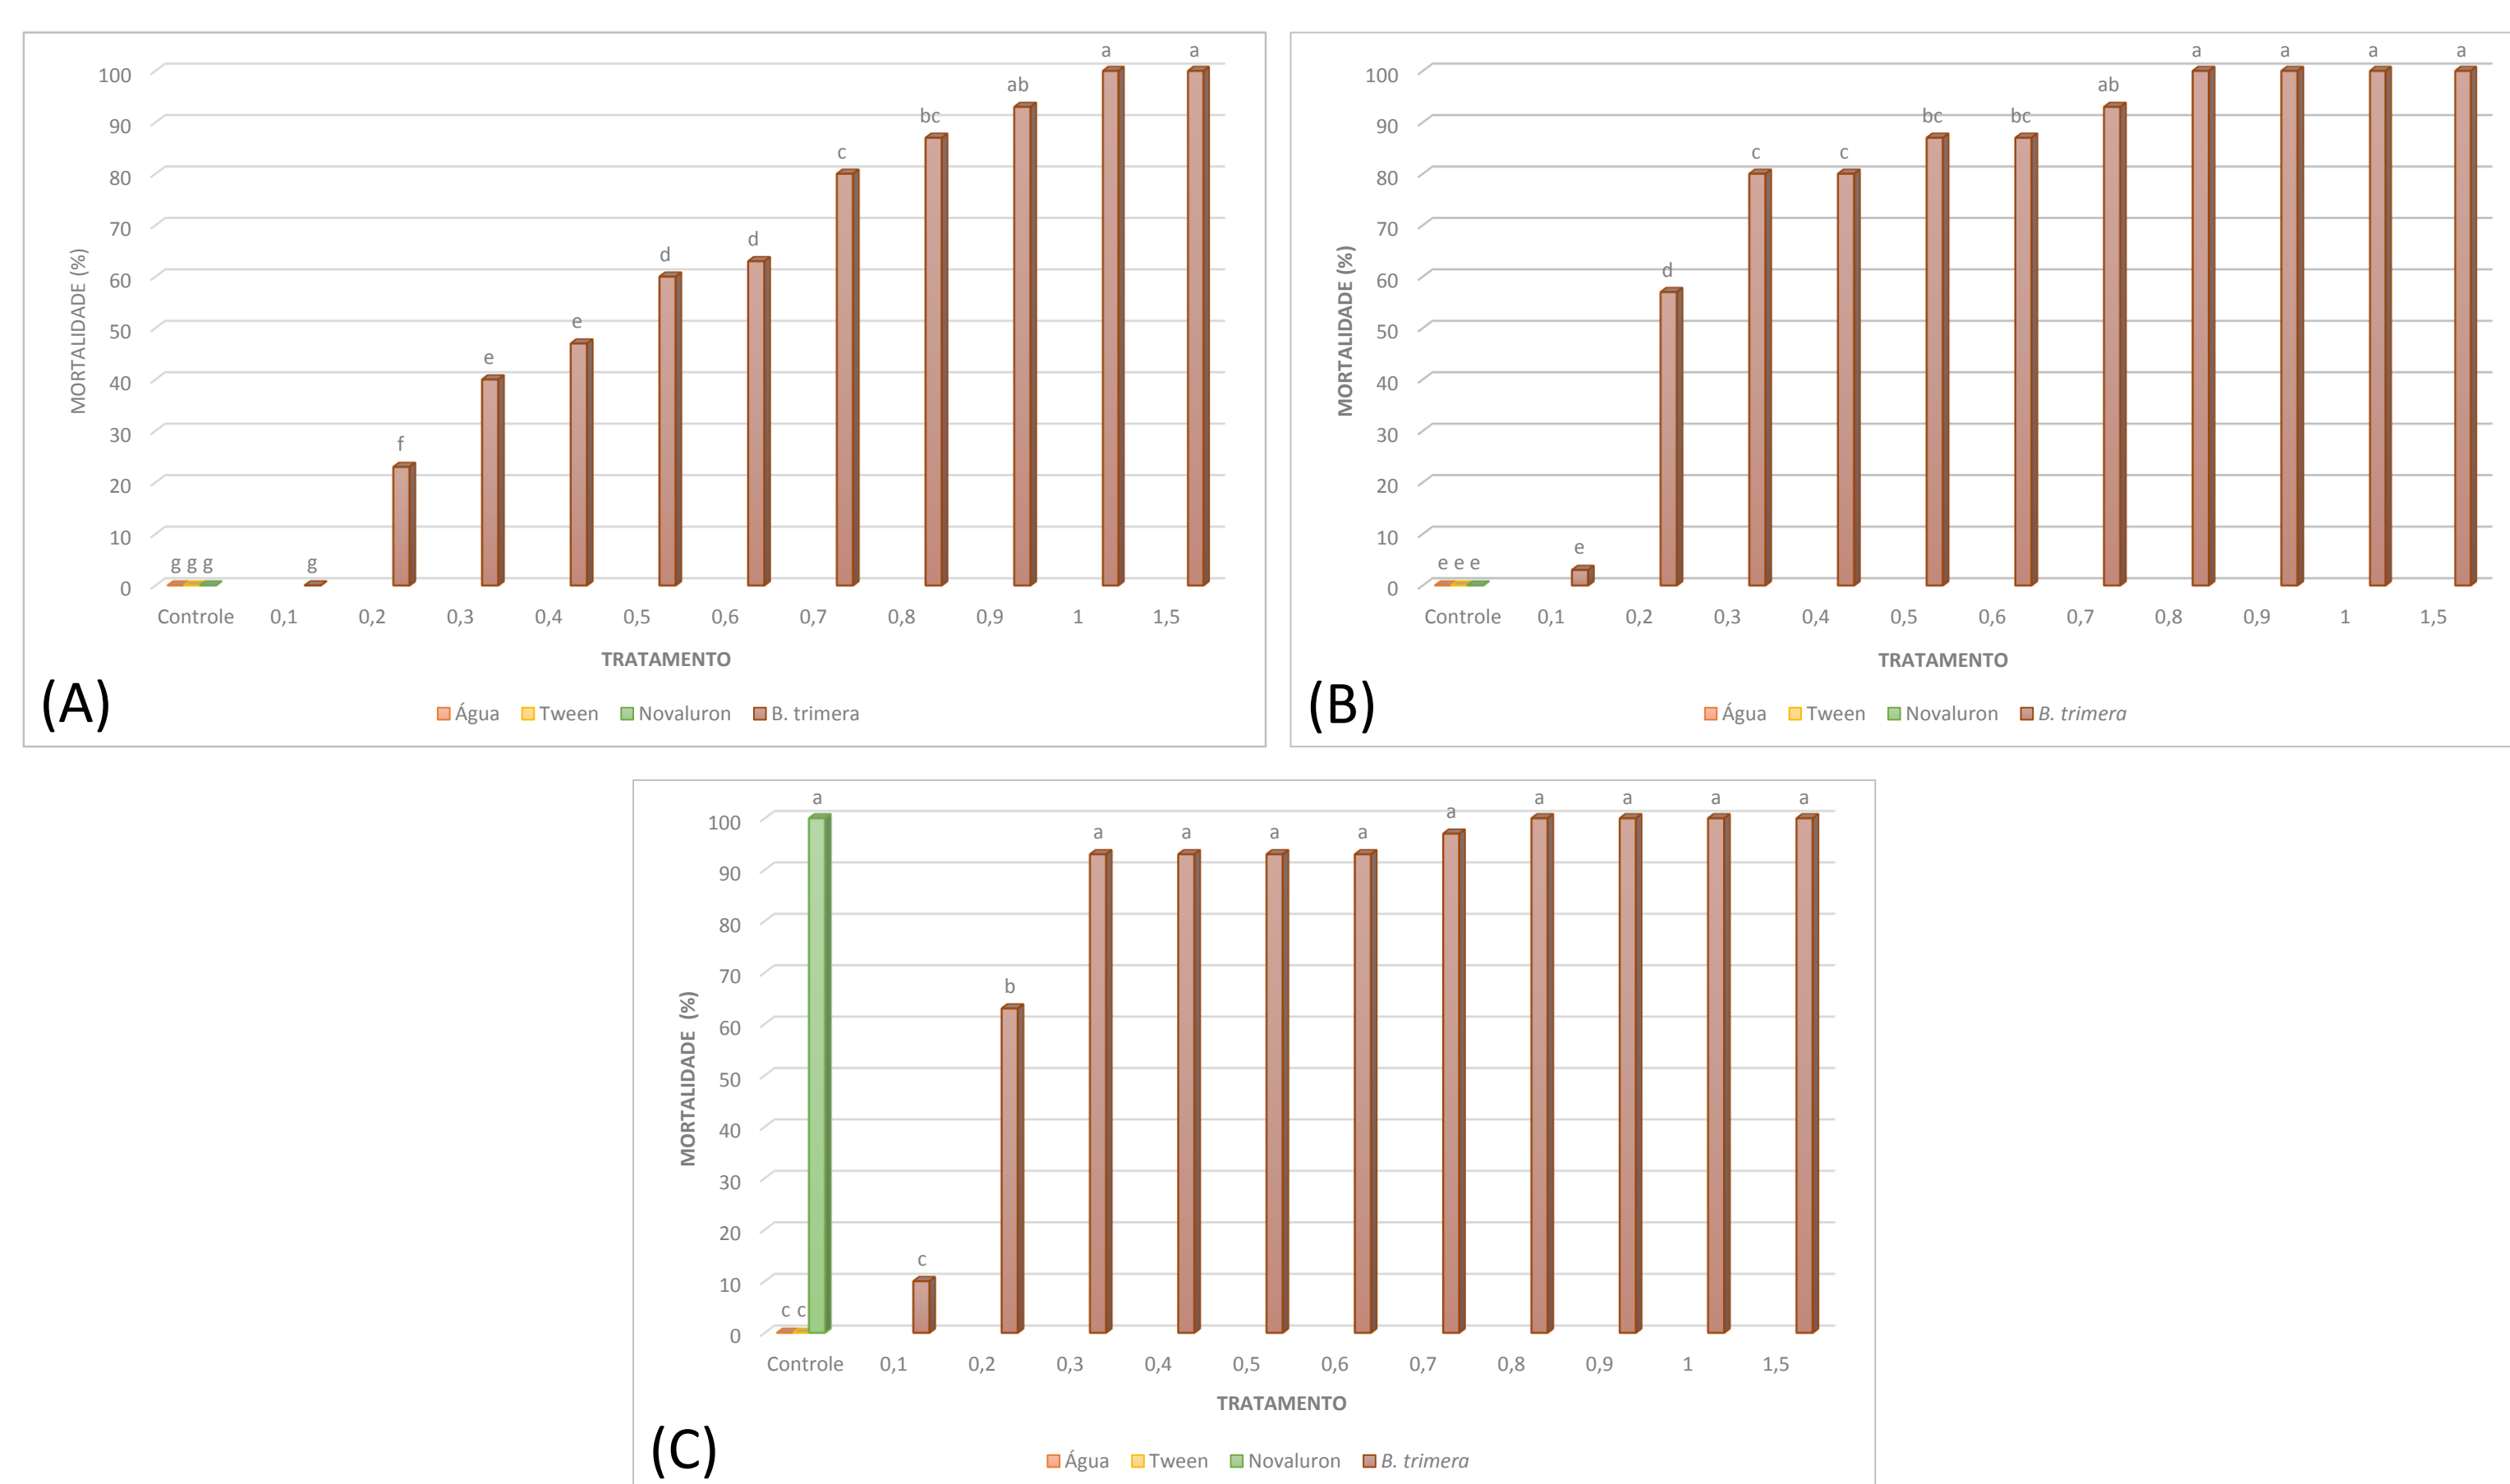 a a
100
ab
90
bc
c
80
70
d
d
60
50
e
e
40
30
f
20
10
g g g g
0
MORTALIDADE (%)
Controle 0,1 0,2 0,3 0,4 0,5 0,6 0,7 0,8 0,9 1 1,5
TRATAMENTO
(A)
Água Tween Novaluron B. trimera
a a a a
100
ab
90
bc bc
c c
80
70
60
d
50
40
30
20
10
e e e e
0
MORTALIDADE (%)
Controle 0,1 0,2 0,3 0,4 0,5 0,6 0,7 0,8 0,9 1 1,5
TRATAMENTO
(B)
Água Tween Novaluron B. trimera
a a a a a
100
a
a a a a
90
80
70
b
60
50
40
30
20
10
c
c c
0
MORTALIDADE (%)
Controle 0,1 0,2 0,3 0,4 0,5 0,6 0,7 0,8 0,9 1 1,5
TRATAMENTO
(C)
Água Tween Novaluron B. trimera